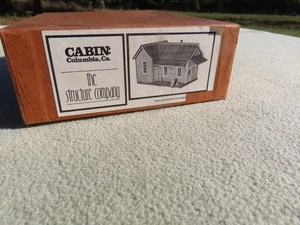 CABIN:
Columbia, Ca.
the
structure company